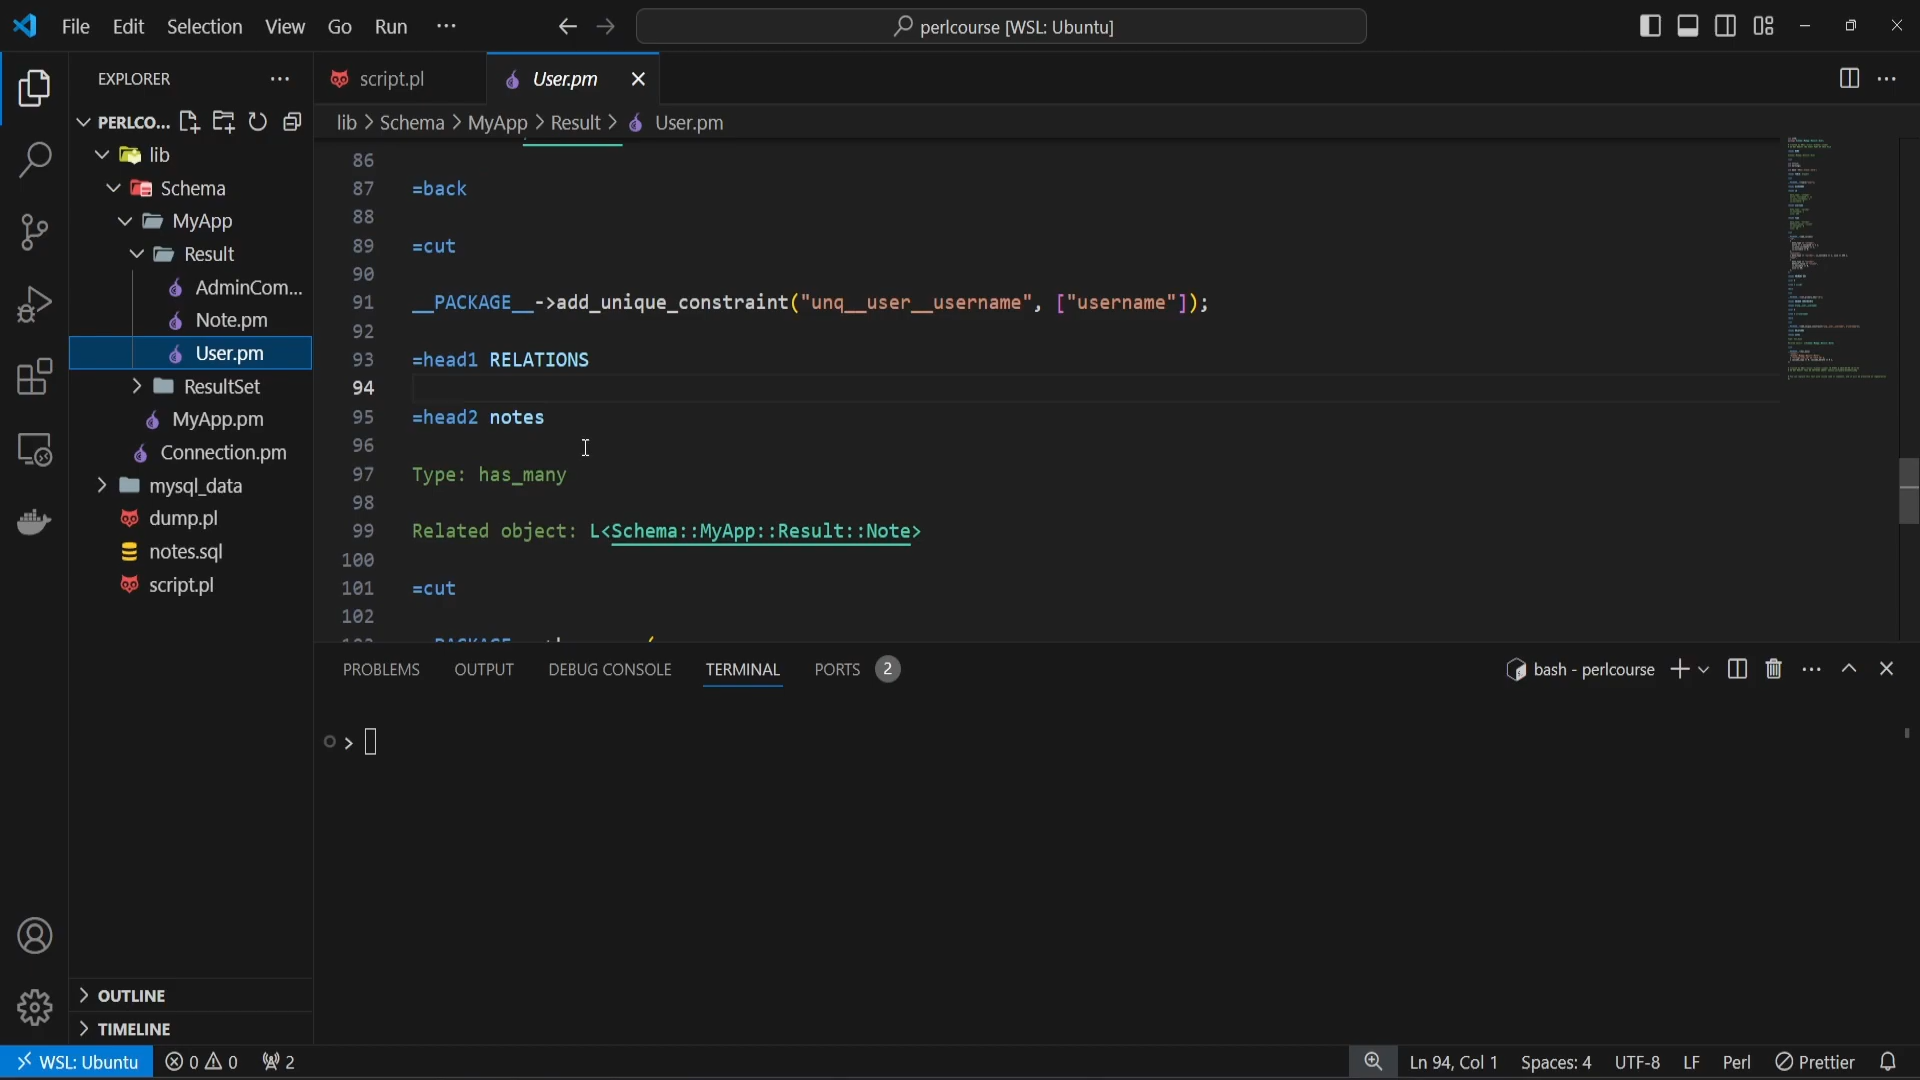 File Edit Selection View Go Run ···
perlcourse [WSL: Ubuntu]
EXPLORER
script.pl
User.pm
PERLCO...
lib > Schema > MyApp > Result > User.pm
lib
Schema
MyApp
Result
AdminCom...
Note.pm
User.pm
ResultSet
MyApp.pm
Connection.pm
mysql_data
dump.pl
notes.sql
script.pl
86
87 =back
88
89 =cut
90
91 __PACKAGE__->add_unique_constraint("unq__user__username", ["username"]);
92
93 =head1 RELATIONS
94
95 =head2 notes
96
97 Type: has_many
98
99 Related object: L<Schema::MyApp::Result::Note>
100
101 =cut
102
PROBLEMS OUTPUT DEBUG CONSOLE TERMINAL PORTS 2
bash - perlcourse
>
OUTLINE
TIMELINE
WSL: Ubuntu 0 0 2
Ln 94, Col 1 Spaces: 4 UTF-8 LF Perl Prettier